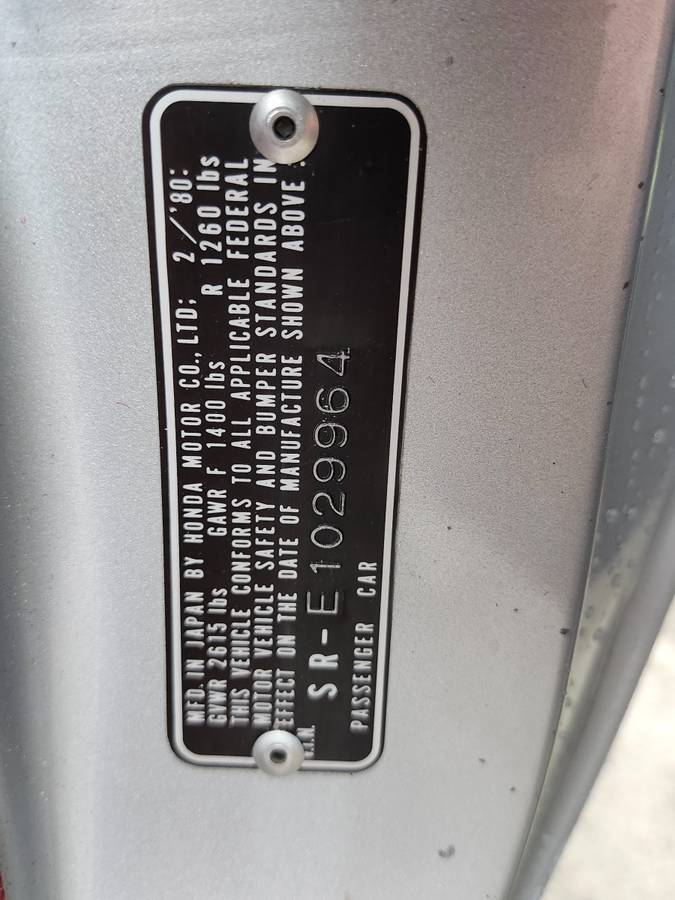 MFD. IN JAPAN BY HONDA MOTOR CO., LTD; 2/'80:
GVWR 2615 lbs GAWR F 1400 lbs R 1260 lbs
THIS VEHICLE CONFORMS TO ALL APPLICABLE FEDERAL
MOTOR VEHICLE SAFETY AND BUMPER STANDARDS IN
EFFECT ON THE DATE OF MANUFACTURE SHOWN ABOVE.
V.I.N. SR-E1029964
PASSENGER CAR